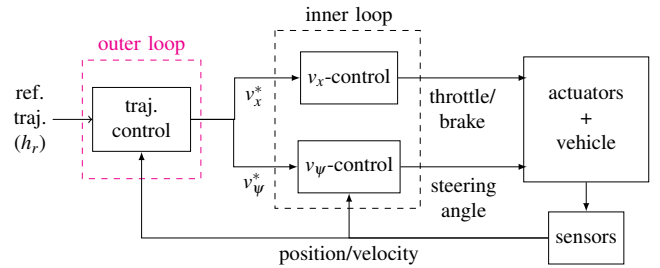 outer loop
inner loop
ref.
traj.
(h_r)
traj.
control
v_x^*
v_ψ^*
v_x-control
v_ψ-control
throttle/
brake
steering
angle
actuators
+
vehicle
sensors
position/velocity